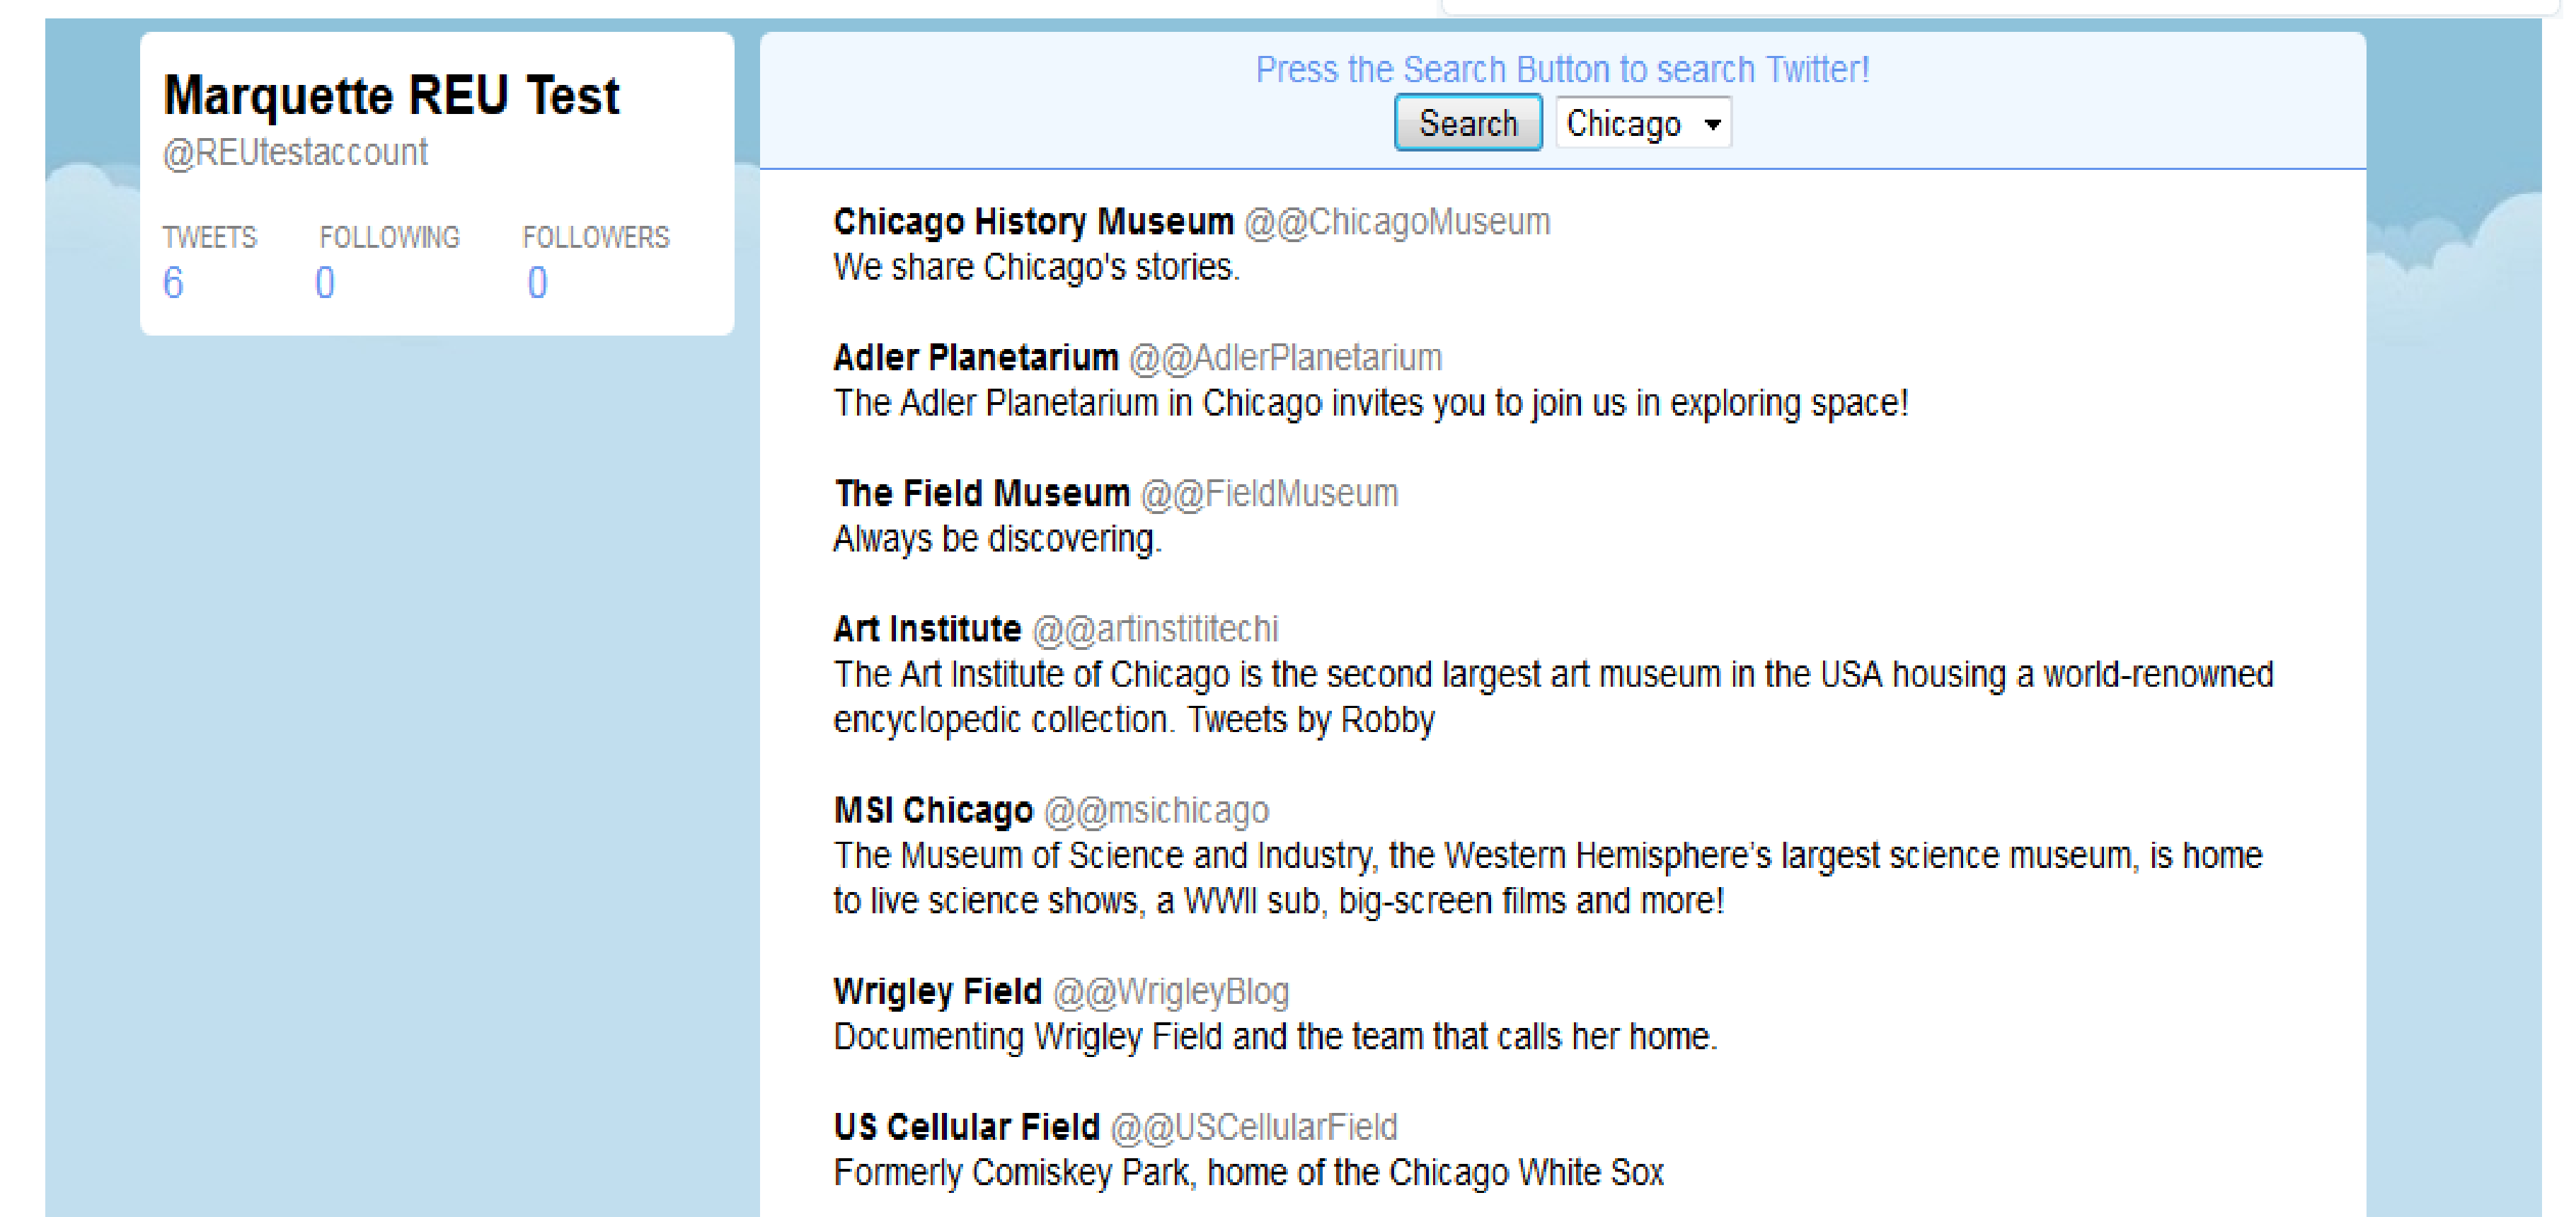 Marquette REU Test
@REUtestaccount
TWEETS FOLLOWING FOLLOWERS
6 0 0
Press the Search Button to search Twitter!
Search Chicago
Chicago History Museum @@ChicagoMuseum
We share Chicago's stories.
Adler Planetarium @@AdlerPlanetarium
The Adler Planetarium in Chicago invites you to join us in exploring space!
The Field Museum @@FieldMuseum
Always be discovering.
Art Institute @@artinstititechi
The Art Institute of Chicago is the second largest art museum in the USA housing a world-renowned
encyclopedic collection. Tweets by Robby
MSI Chicago @@msichicago
The Museum of Science and Industry, the Western Hemisphere’s largest science museum, is home
to live science shows, a WWII sub, big-screen films and more!
Wrigley Field @@WrigleyBlog
Documenting Wrigley Field and the team that calls her home.
US Cellular Field @@USCellularField
Formerly Comiskey Park, home of the Chicago White Sox